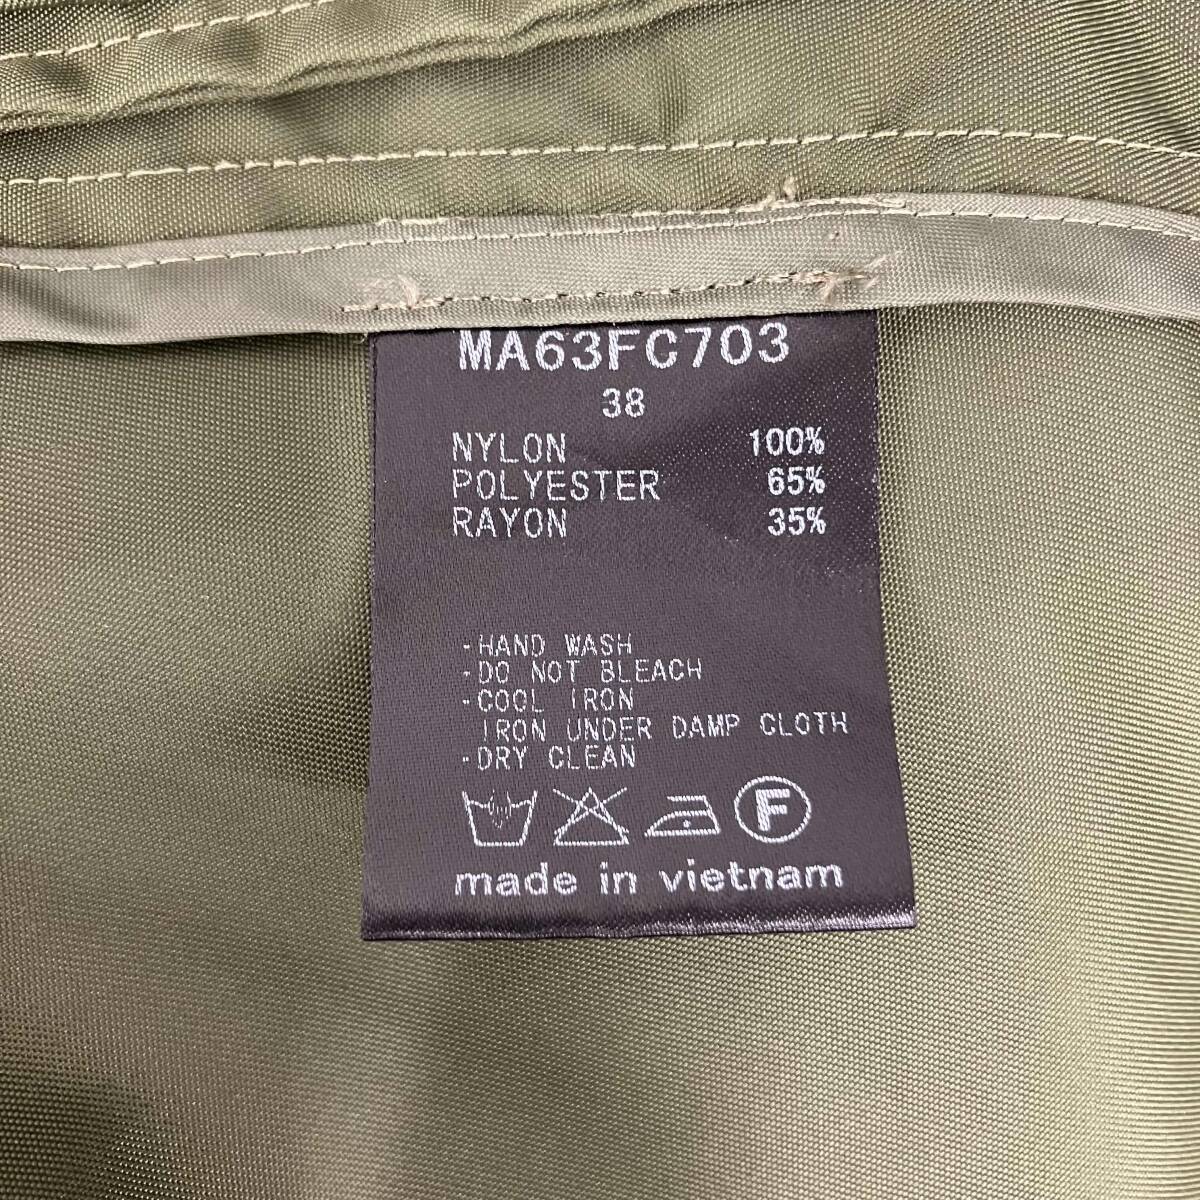 MA63FC703
38
NYLON 100%
POLYESTER 65%
RAYON 35%
-HAND WASH
-DO NOT BLEACH
-COOL IRON
IRON UNDER DAMP CLOTH
-DRY CLEAN
F
made in vietnam